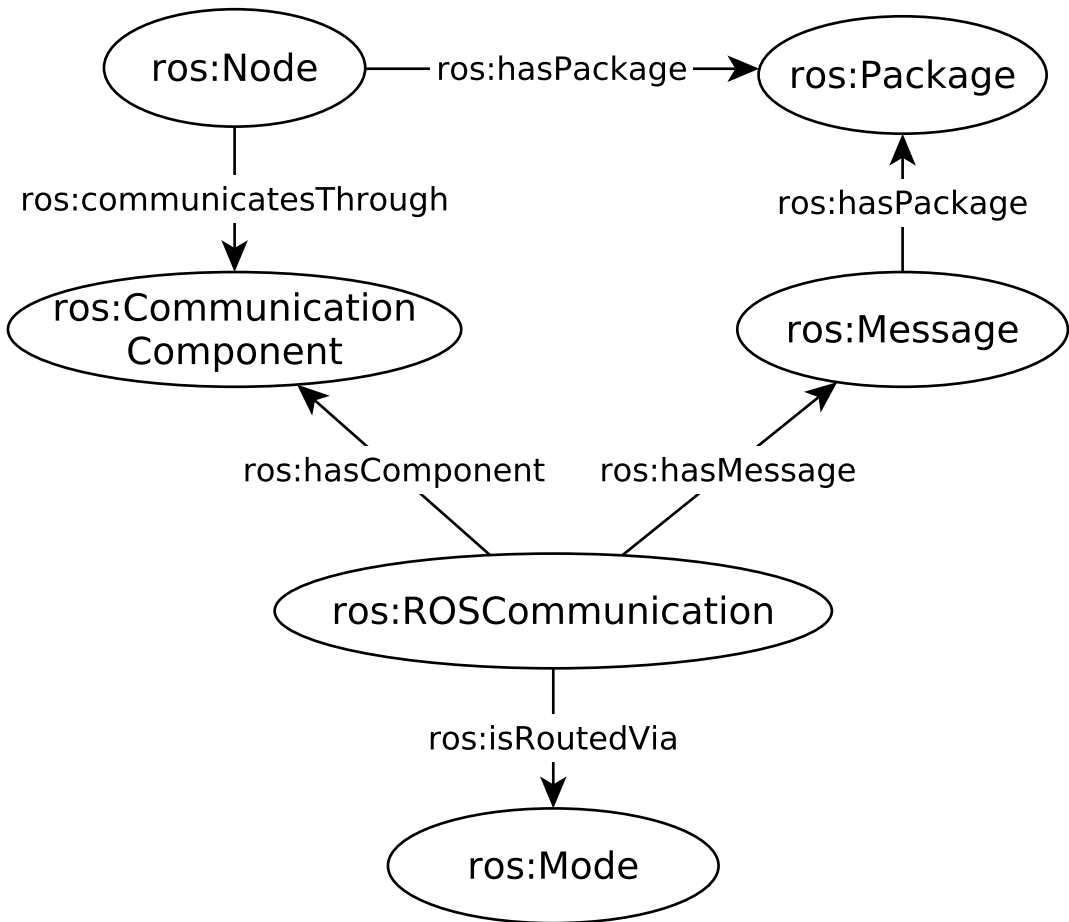 ros:Node
ros:hasPackage
ros:Package
ros:communicatesThrough
ros:hasPackage
ros:Communication
Component
ros:Message
ros:hasComponent
ros:hasMessage
ros:ROSCommunication
ros:isRoutedVia
ros:Mode